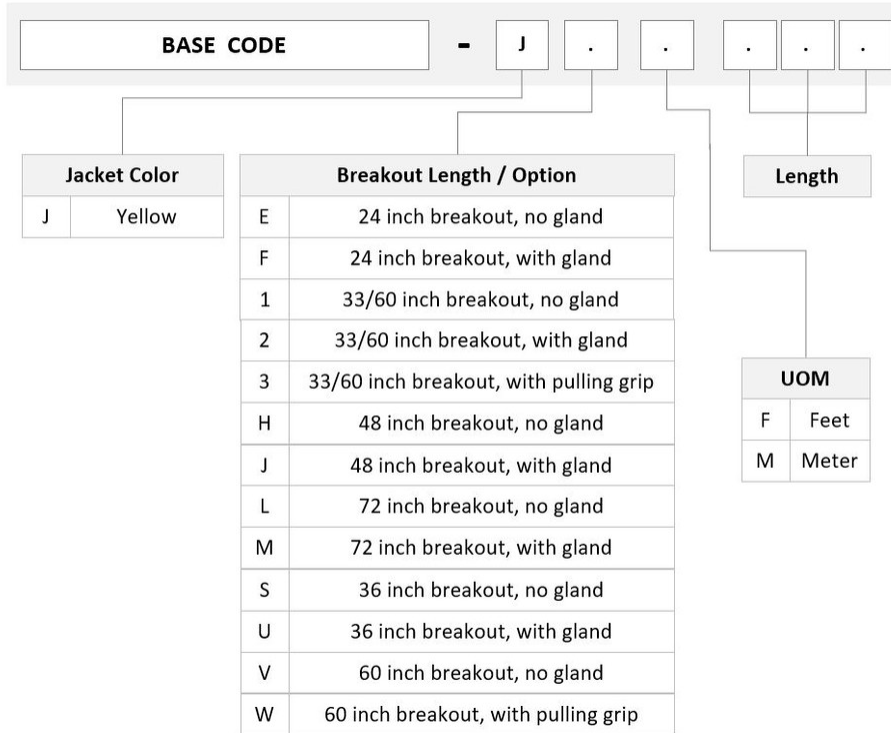 BASE CODE - J . . . . .
Jacket Color
J Yellow
Breakout Length / Option
E 24 inch breakout, no gland
F 24 inch breakout, with gland
1 33/60 inch breakout, no gland
2 33/60 inch breakout, with gland
3 33/60 inch breakout, with pulling grip
H 48 inch breakout, no gland
J 48 inch breakout, with gland
L 72 inch breakout, no gland
M 72 inch breakout, with gland
S 36 inch breakout, no gland
U 36 inch breakout, with gland
V 60 inch breakout, no gland
W 60 inch breakout, with pulling grip
Length
UOM
F Feet
M Meter